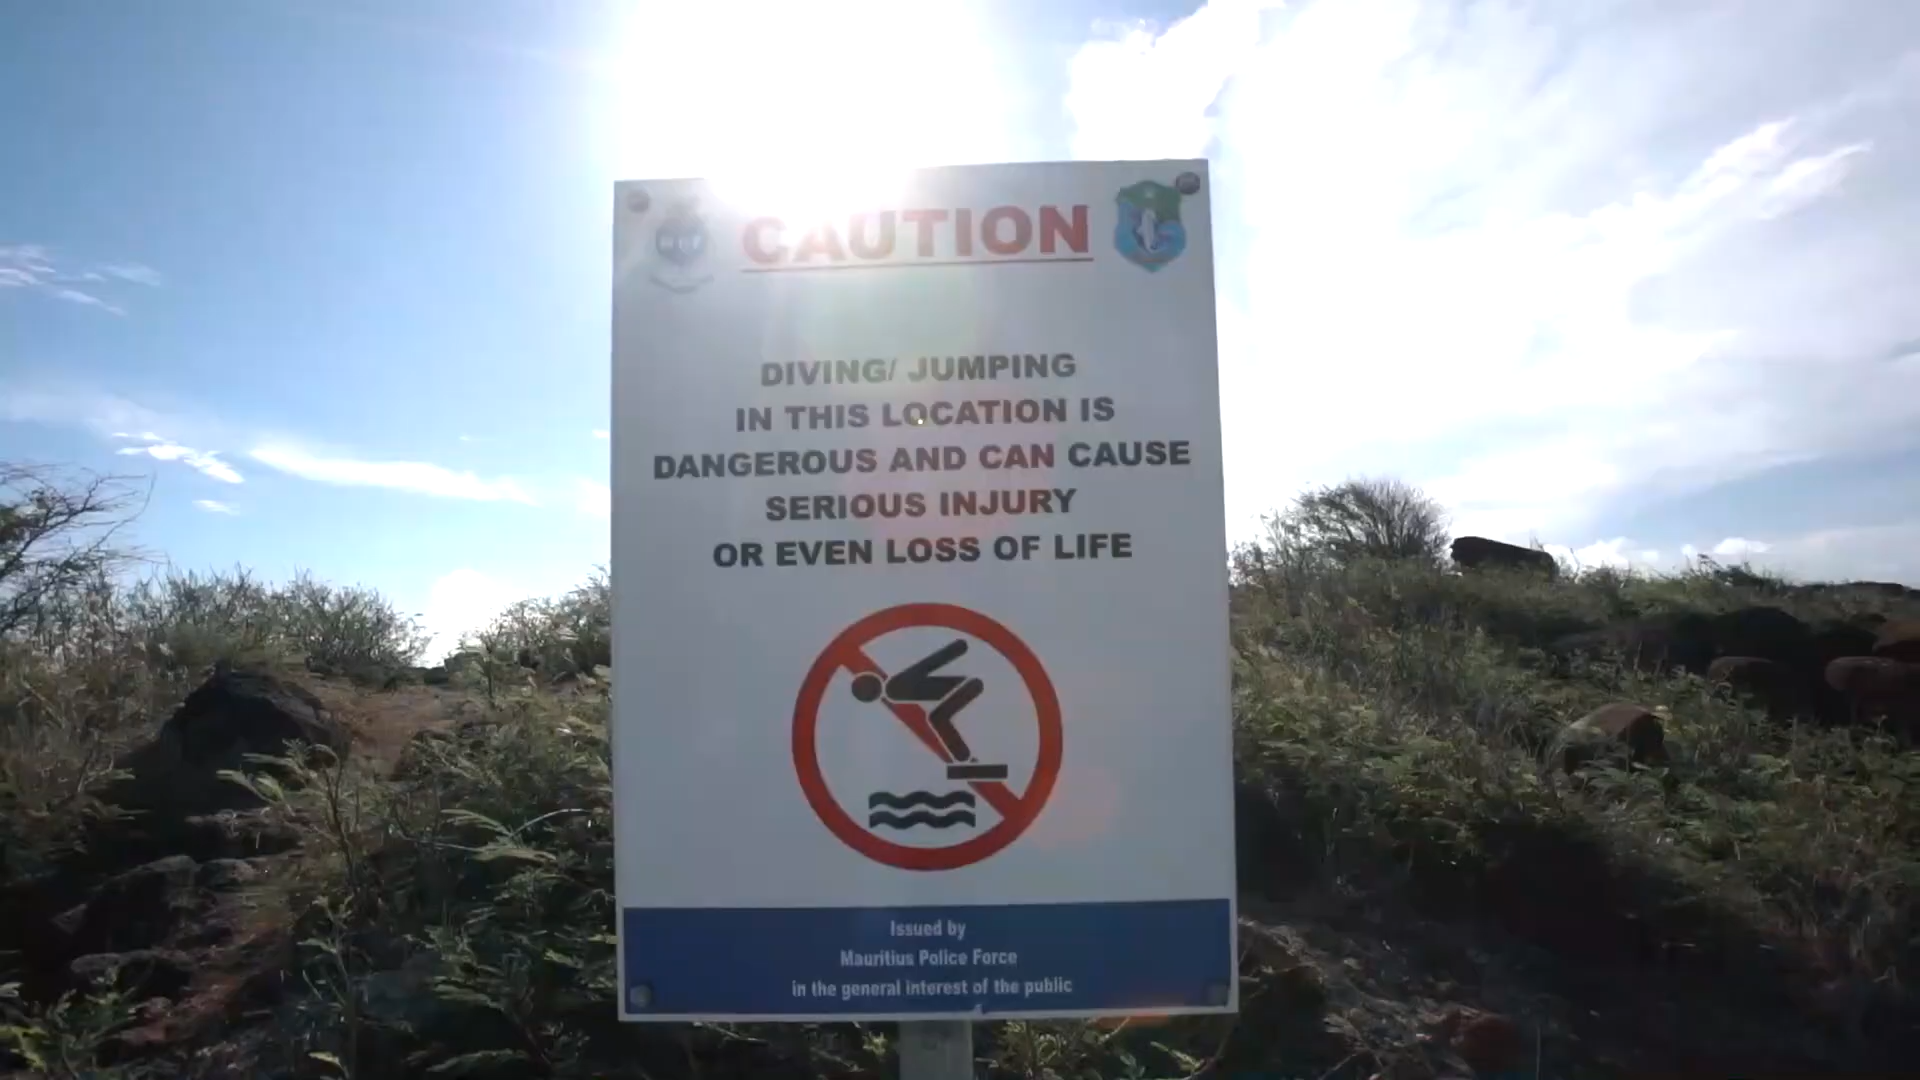 CAUTION
DIVING/ JUMPING
IN THIS LOCATION IS
DANGEROUS AND CAN CAUSE
SERIOUS INJURY
OR EVEN LOSS OF LIFE
Issued by
Mauritius Police Force
in the general interest of the public